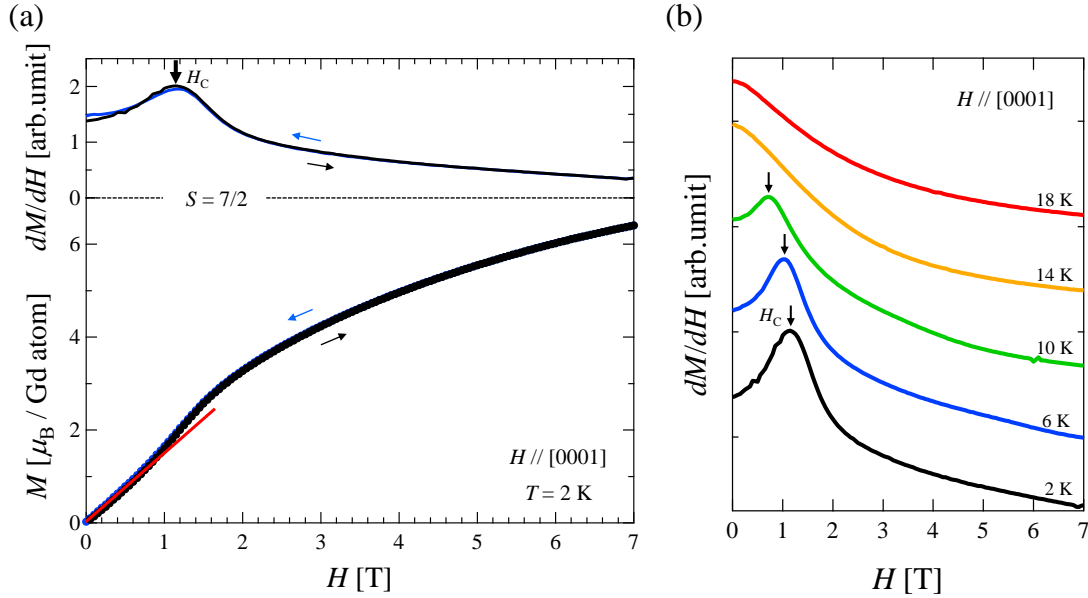 (a)
dM/dH [arb.umit]
2
1
0
H_C
S = 7/2
M [μ_B / Gd atom]
6
4
2
0
H // [0001]
T = 2 K
0 1 2 3 4 5 6 7
H [T]
(b)
dM/dH [arb.umit]
H // [0001]
18 K
14 K
10 K
H_C
6 K
2 K
0 1 2 3 4 5 6 7
H [T]